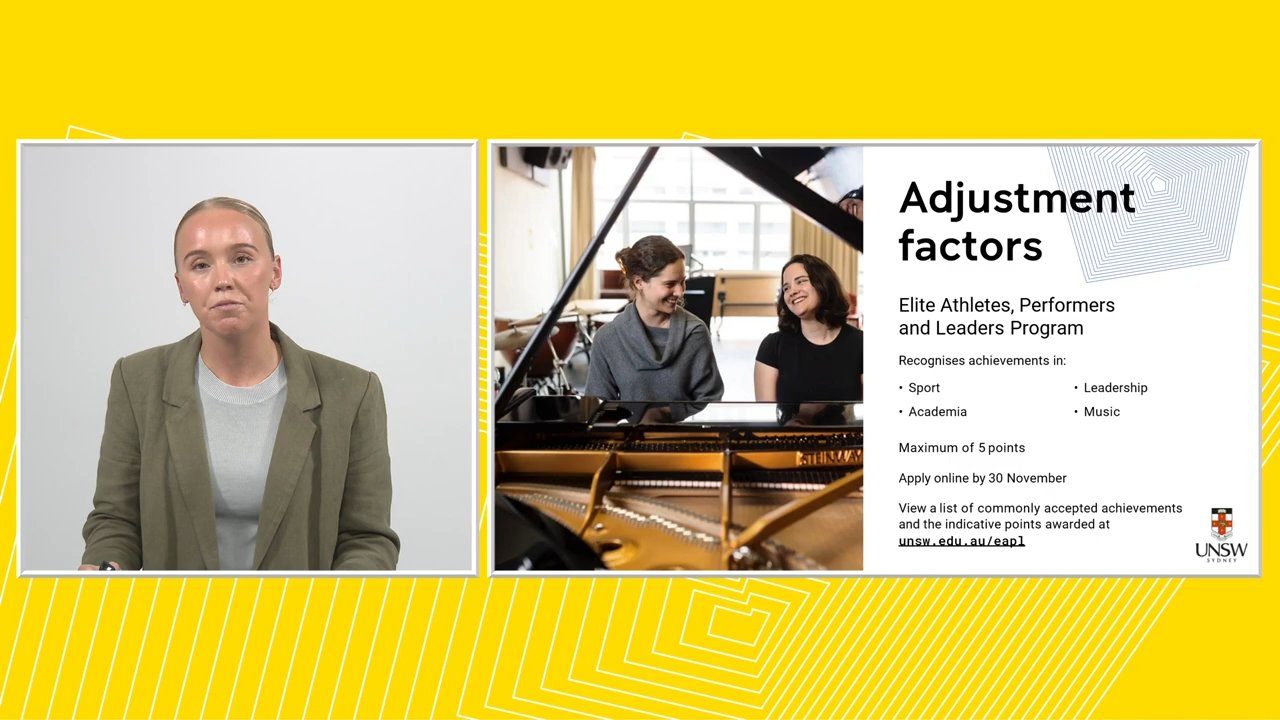 Adjustment
factors
Elite Athletes, Performers
and Leaders Program
Recognises achievements in:
• Sport
• Leadership
• Academia
• Music
Maximum of 5 points
Apply online by 30 November
View a list of commonly accepted achievements
and the indicative points awarded at
unsw.edu.au/eapl
UNSW
SYDNEY
STEINWAY